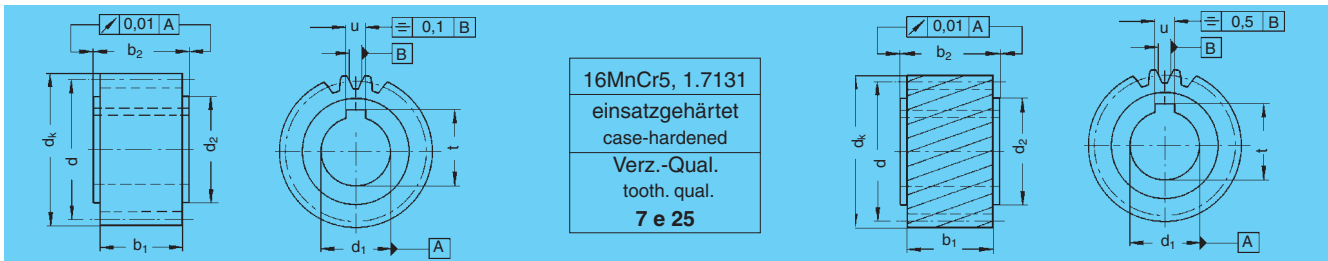 0,01 A
b2
dk
d
d2
b1
u
0,1 B
B
t
d1
A
16MnCr5, 1.7131
einsatzgehärtet
case-hardened
Verz.-Qual.
tooth. qual.
7 e 25
0,01 A
b2
dk
d
d2
b1
u
0,5 B
B
t
d1
A